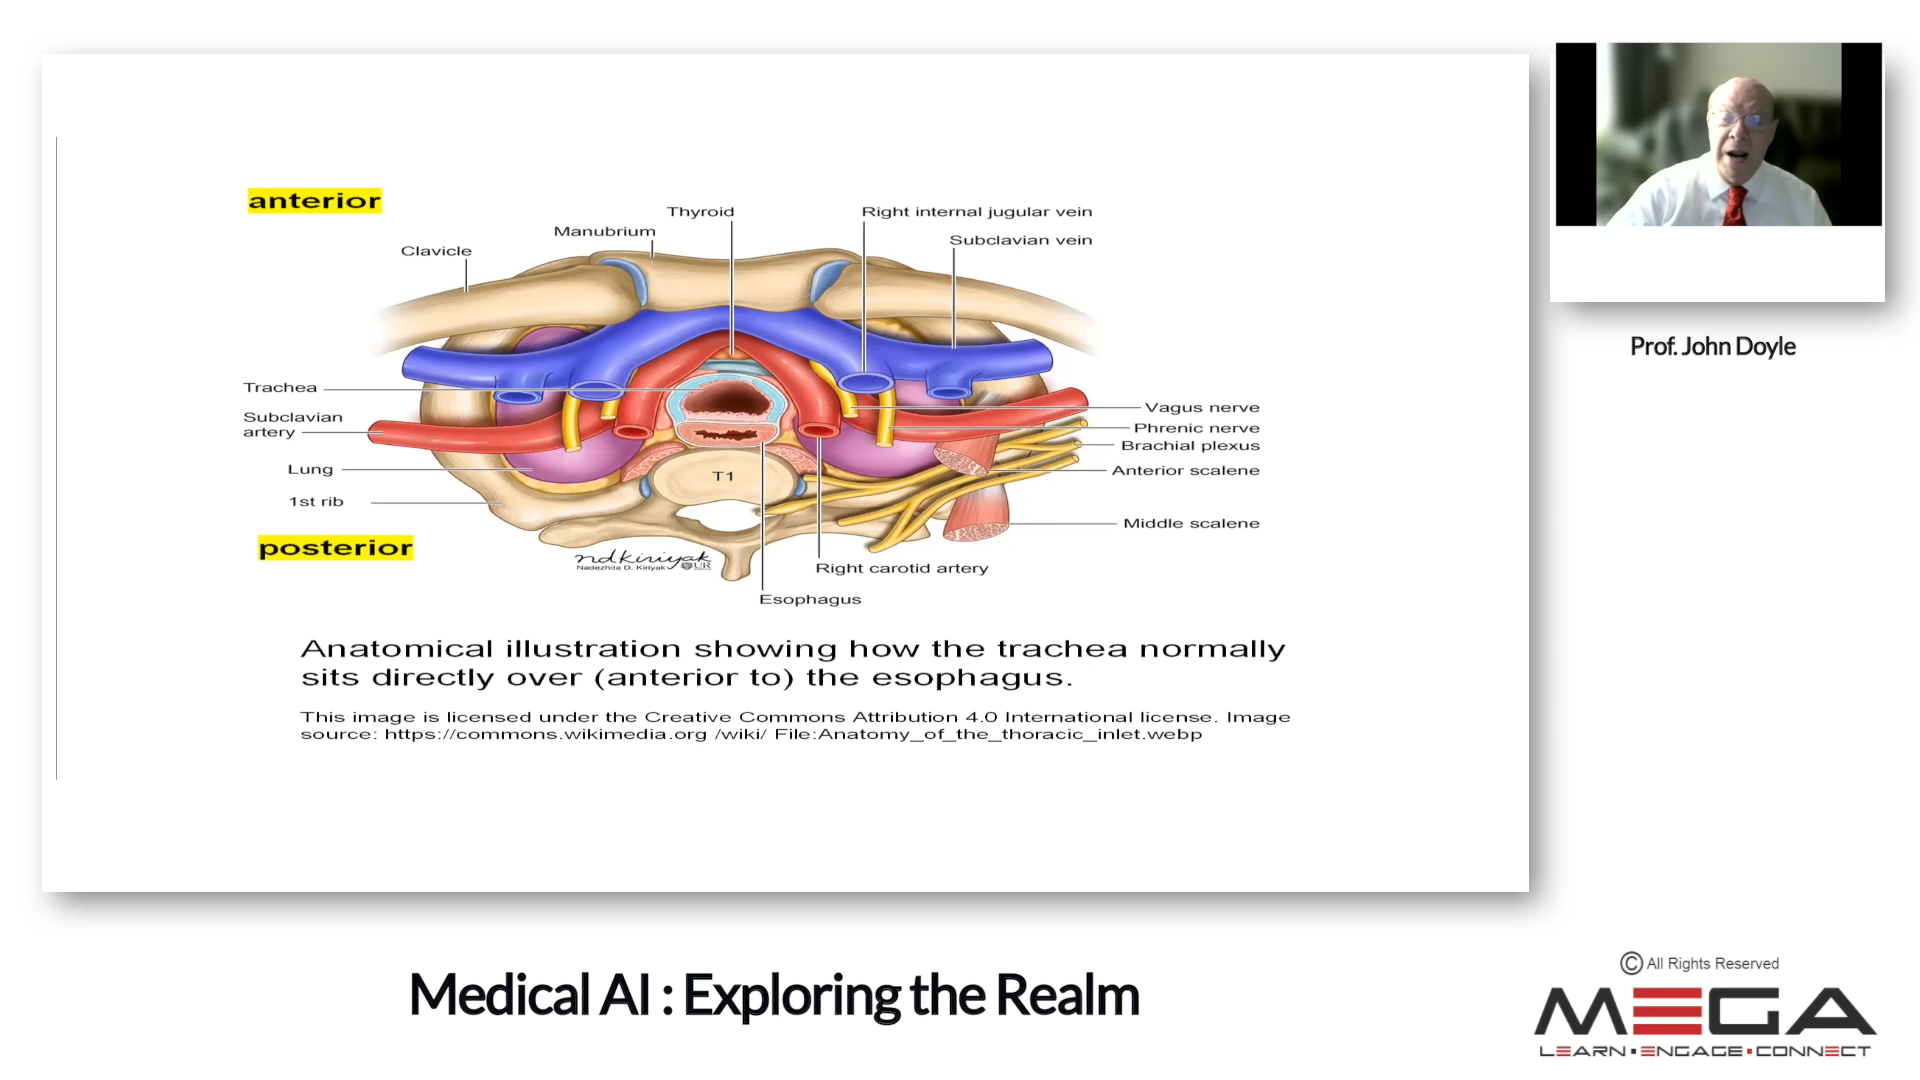 anterior
Thyroid
Right internal jugular vein
Manubrium
Subclavian vein
Clavicle
Trachea
Subclavian
artery
Vagus nerve
Phrenic nerve
Brachial plexus
Lung
Anterior scalene
T1
1st rib
Middle scalene
posterior
ndkiriyak
Nadezhda D. Kiriyak UR
Right carotid artery
Esophagus
Anatomical illustration showing how the trachea normally
sits directly over (anterior to) the esophagus.
This image is licensed under the Creative Commons Attribution 4.0 International license. Image
source: https://commons.wikimedia.org /wiki/ File:Anatomy_of_the_thoracic_inlet.webp
Prof. John Doyle
Medical AI : Exploring the Realm
© All Rights Reserved
MEGA
LEARN▪ENGAGE▪CONNECT